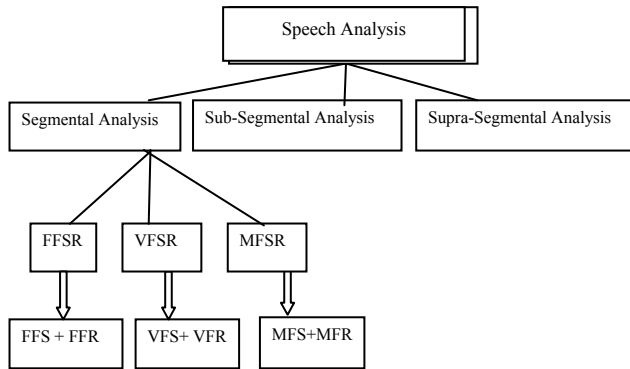 Speech Analysis
Segmental Analysis
Sub-Segmental Analysis
Supra-Segmental Analysis
FFSR
VFSR
MFSR
FFS + FFR
VFS+ VFR
MFS+MFR